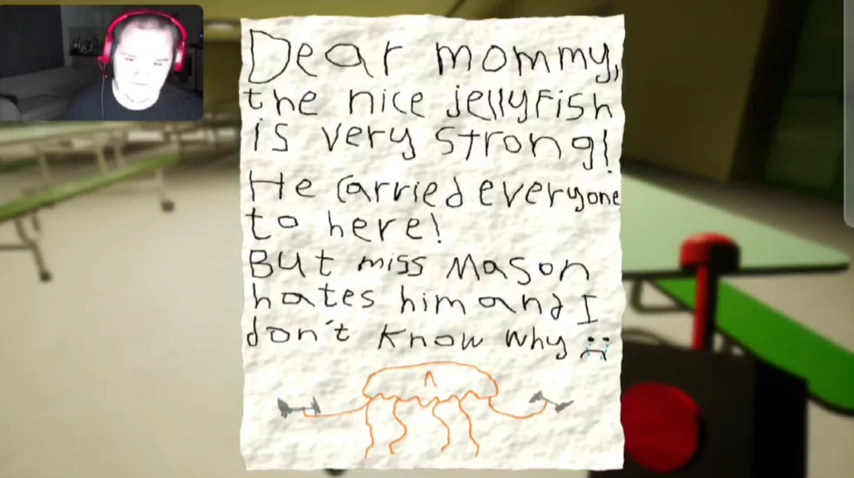 Dear mommy,
the nice jellyfish
is very strong!
He carried everyone
to here!
But miss Mason
hates him and I
don't know why